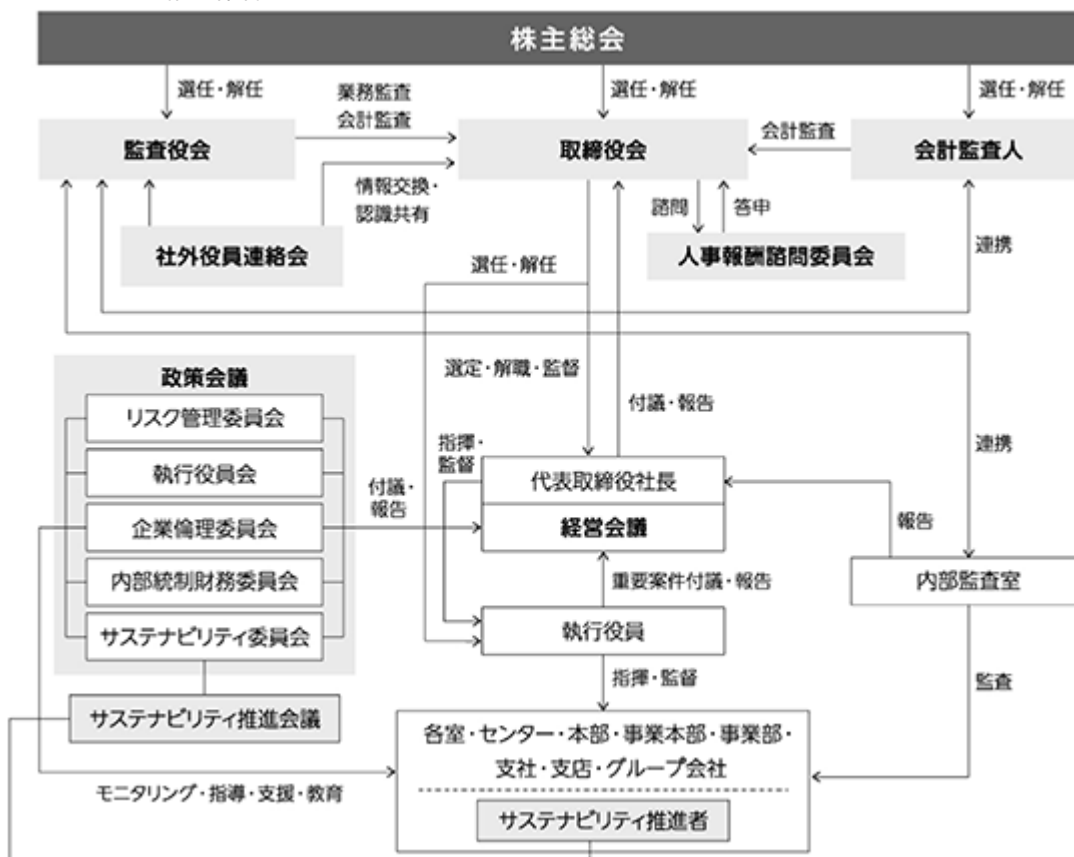 株主総会
選任・解任
選任・解任
選任・解任
業務監査
会計監査
会計監査
監査役会
取締役会
会計監査人
情報交換・
認識共有
諮問
答申
社外役員連絡会
人事報酬諮問委員会
連携
選任・解任
政策会議
選定・解職・監督
付議・報告
リスク管理委員会
指揮・
監督
連携
執行役員会
代表取締役社長
付議・
報告
企業倫理委員会
経営会議
報告
内部統制財務委員会
重要案件付議・報告
内部監査室
サステナビリティ委員会
執行役員
指揮・監督
監査
サステナビリティ推進会議
各室・センター・本部・事業本部・事業部・
支社・支店・グループ会社
モニタリング・指導・支援・教育
サステナビリティ推進者